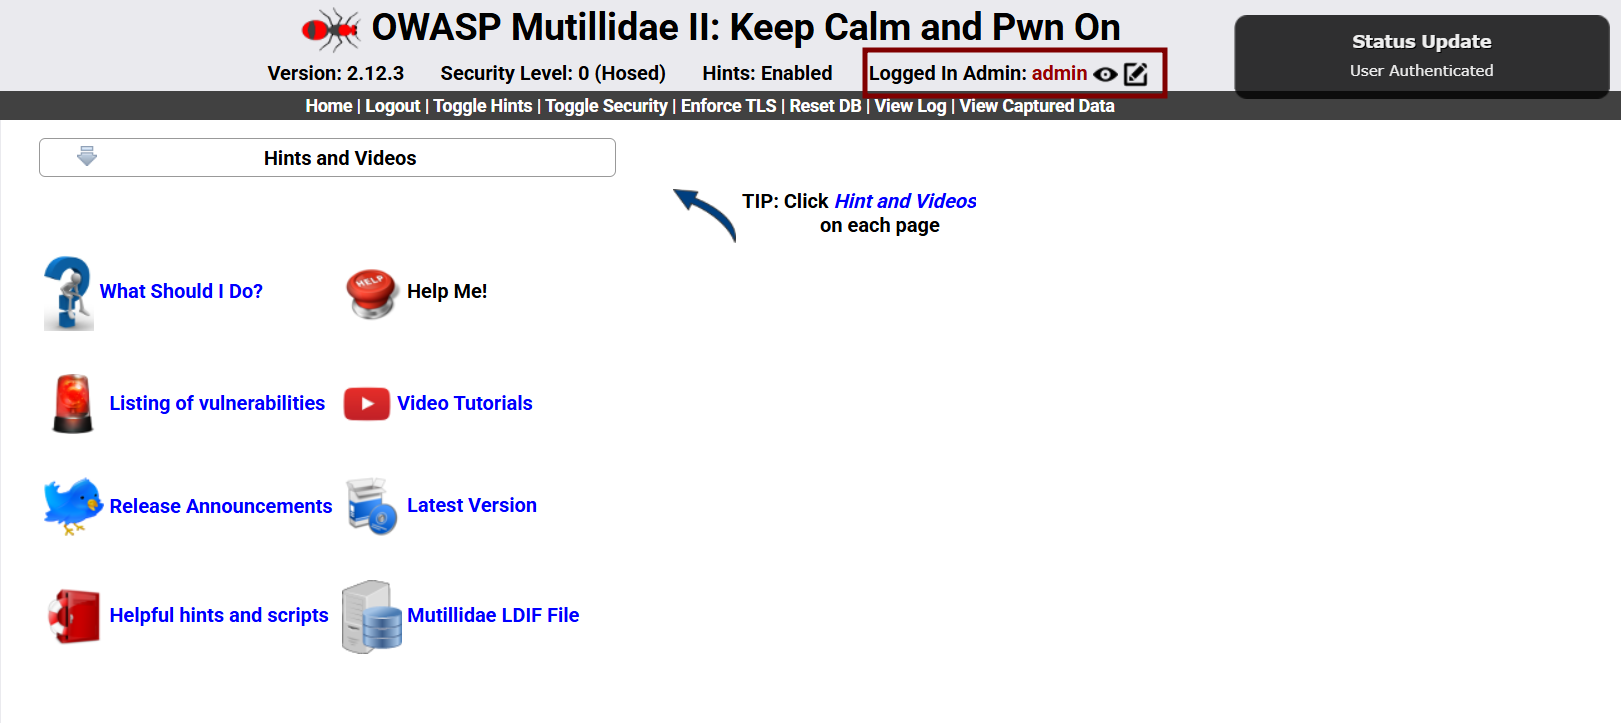 OWASP Mutillidae II: Keep Calm and Pwn On
Version: 2.12.3 Security Level: 0 (Hosed) Hints: Enabled Logged In Admin: admin
Status Update
User Authenticated
Home | Logout | Toggle Hints | Toggle Security | Enforce TLS | Reset DB | View Log | View Captured Data
Hints and Videos
TIP: Click Hint and Videos
on each page
What Should I Do?
HELP
Help Me!
Listing of vulnerabilities
Video Tutorials
Release Announcements
Latest Version
Helpful hints and scripts
Mutillidae LDIF File